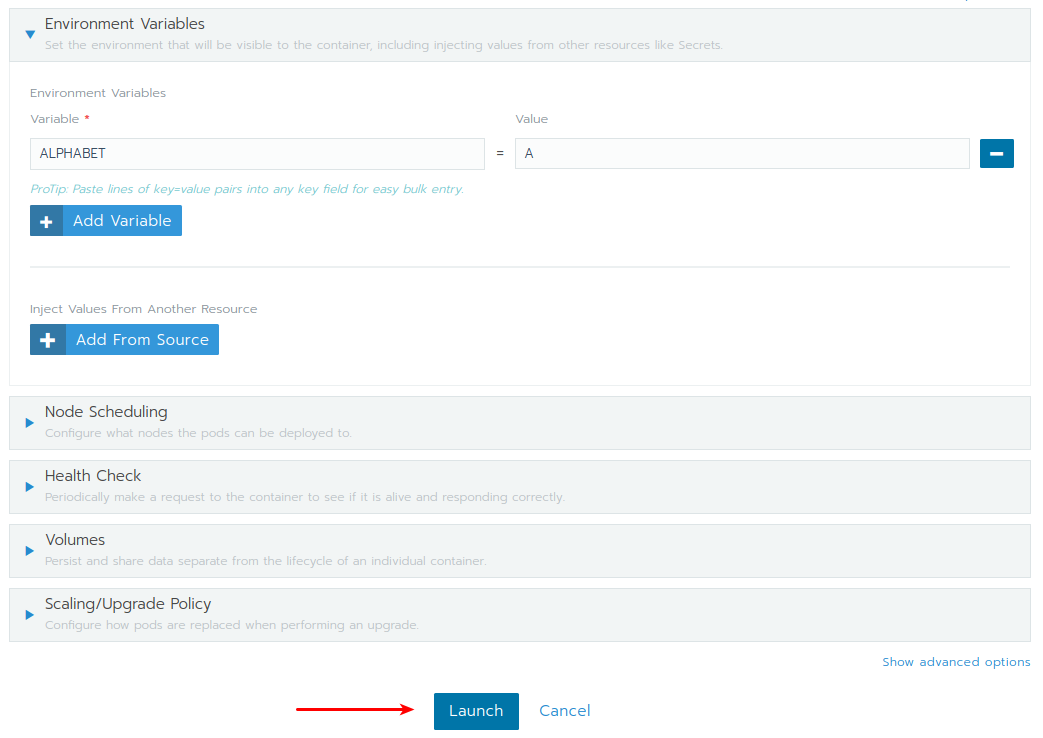 Environment Variables
Set the environment that will be visible to the container, including injecting values from other resources like Secrets.
Environment Variables
Variable * Value
ALPHABET = A
ProTip: Paste lines of key=value pairs into any key field for easy bulk entry.
Add Variable
Inject Values From Another Resource
Add From Source
Node Scheduling
Configure what nodes the pods can be deployed to.
Health Check
Periodically make a request to the container to see if it is alive and responding correctly.
Volumes
Persist and share data separate from the lifecycle of an individual container.
Scaling/Upgrade Policy
Configure how pods are replaced when performing an upgrade.
Show advanced options
Launch Cancel